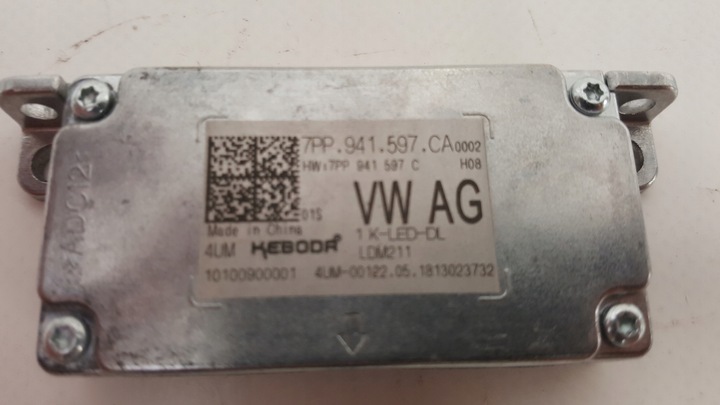 7PP.941.597.CA 0002
HW:7PP 941 597 C H08
01S VW AG
Made in China
1 K-LED-DL
4UM KEBODA LDM211
10100900001 4UM-00122.05.1813023732